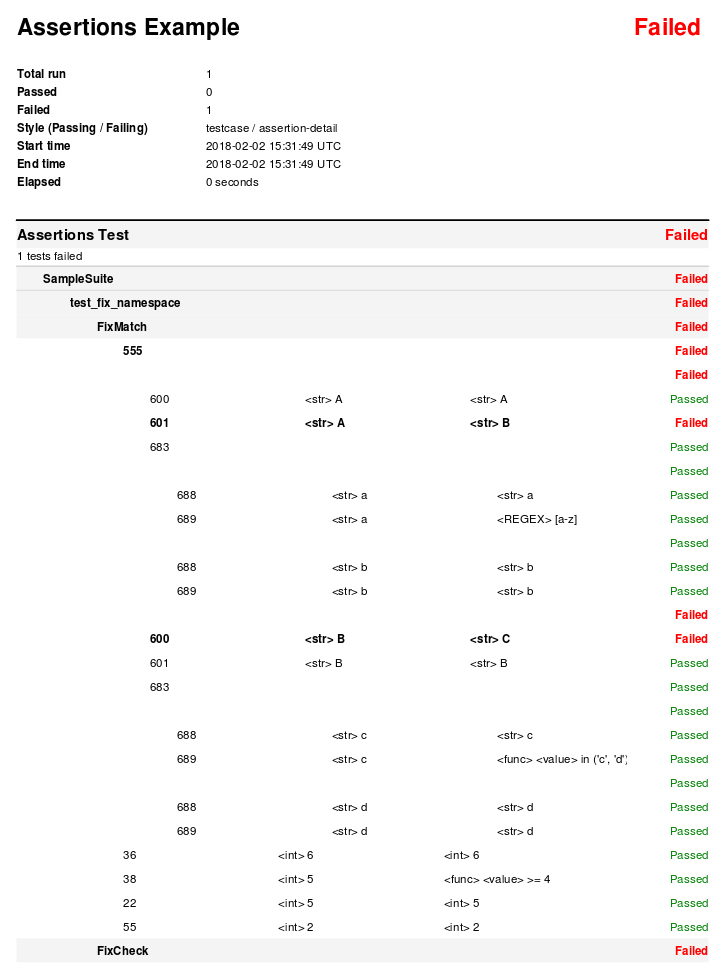 Assertions Example Failed
Total run 1
Passed 0
Failed 1
Style (Passing / Failing) testcase / assertion-detail
Start time 2018-02-02 15:31:49 UTC
End time 2018-02-02 15:31:49 UTC
Elapsed 0 seconds
Assertions Test Failed
1 tests failed
SampleSuite Failed
test_fix_namespace Failed
FixMatch Failed
555 Failed
Failed
600 <str> A <str> A Passed
601 <str> A <str> B Failed
683 Passed
Passed
688 <str> a <str> a Passed
689 <str> a <REGEX> [a-z] Passed
Passed
688 <str> b <str> b Passed
689 <str> b <str> b Passed
Failed
600 <str> B <str> C Failed
601 <str> B <str> B Passed
683 Passed
Passed
688 <str> c <str> c Passed
689 <str> c <func> <value> in ('c', 'd') Passed
Passed
688 <str> d <str> d Passed
689 <str> d <str> d Passed
36 <int> 6 <int> 6 Passed
38 <int> 5 <func> <value> >= 4 Passed
22 <int> 5 <int> 5 Passed
55 <int> 2 <int> 2 Passed
FixCheck Failed